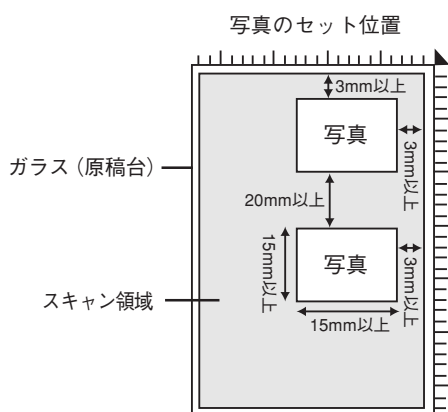 写真のセット位置
3mm以上
写真
3mm以上
ガラス（原稿台）
20mm以上
15mm以上
写真
3mm以上
スキャン領域
15mm以上